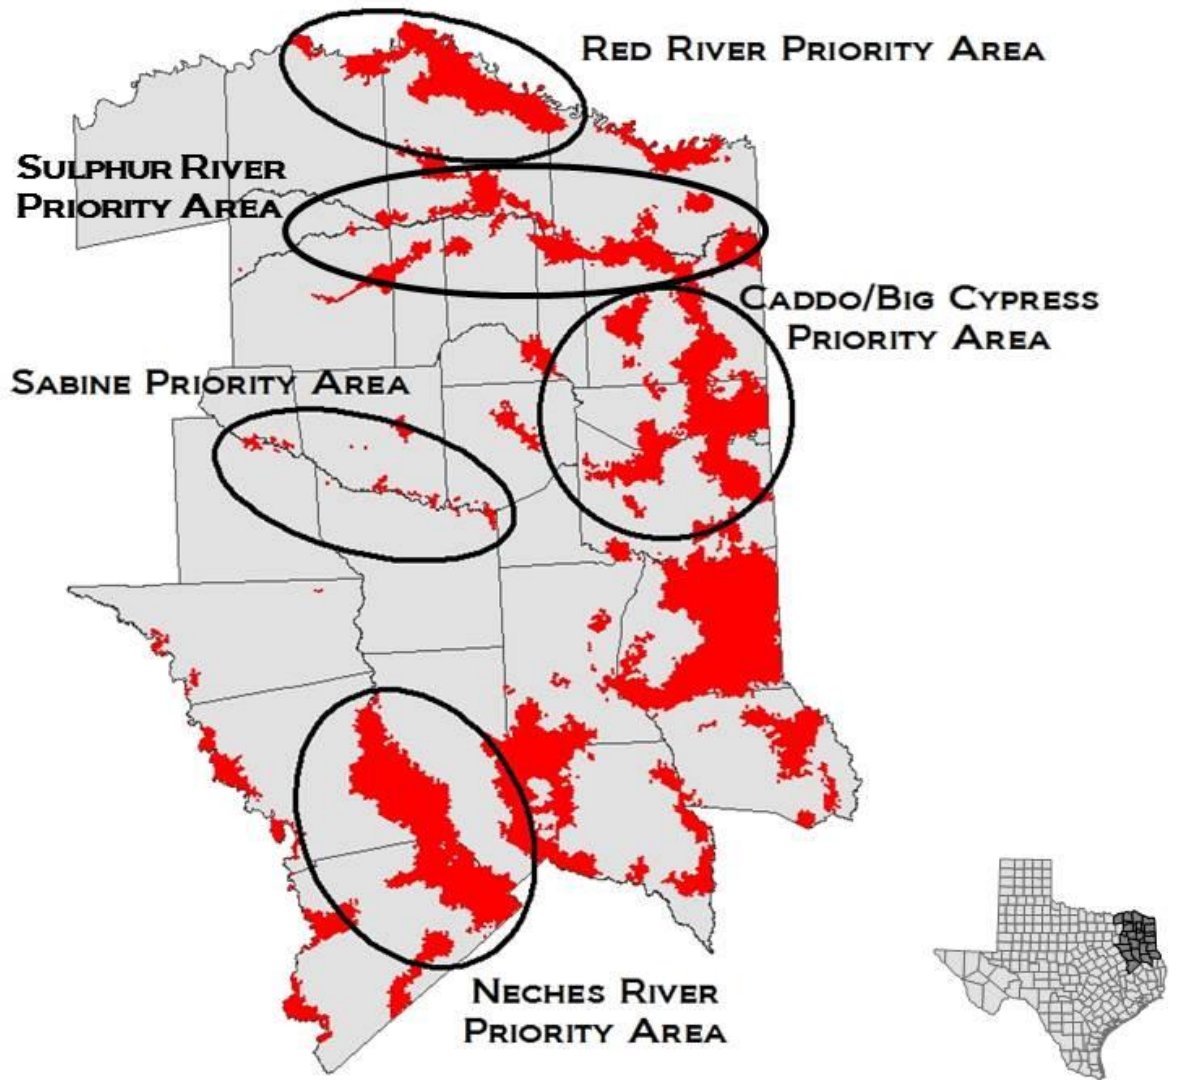 RED RIVER PRIORITY AREA
SULPHUR RIVER
PRIORITY AREA
CADDO/BIG CYPRESS
PRIORITY AREA
SABINE PRIORITY AREA
NECHES RIVER
PRIORITY AREA